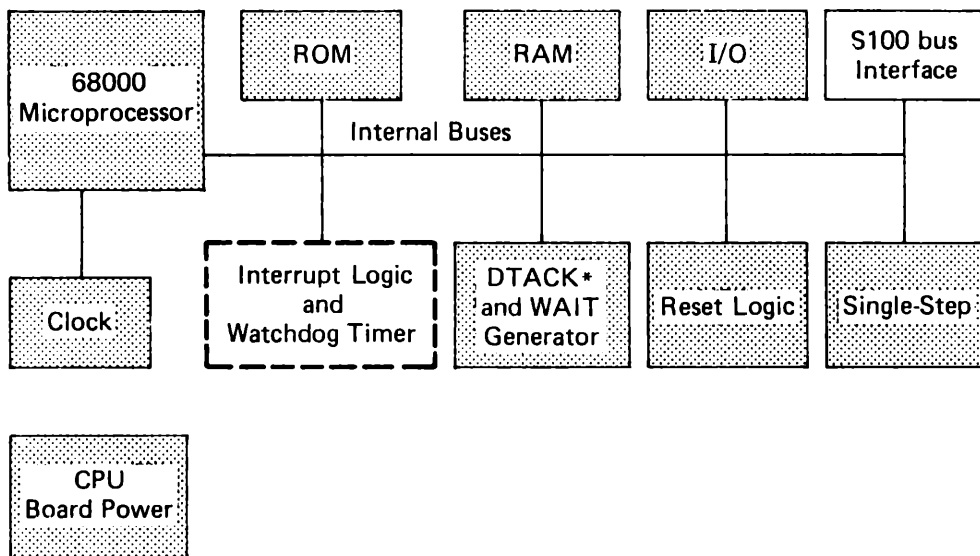 68000
Microprocessor
ROM
RAM
I/O
S100 bus
Interface
Internal Buses
Clock
Interrupt Logic
and
Watchdog Timer
DTACK*
and WAIT
Generator
Reset Logic
Single-Step
CPU
Board Power